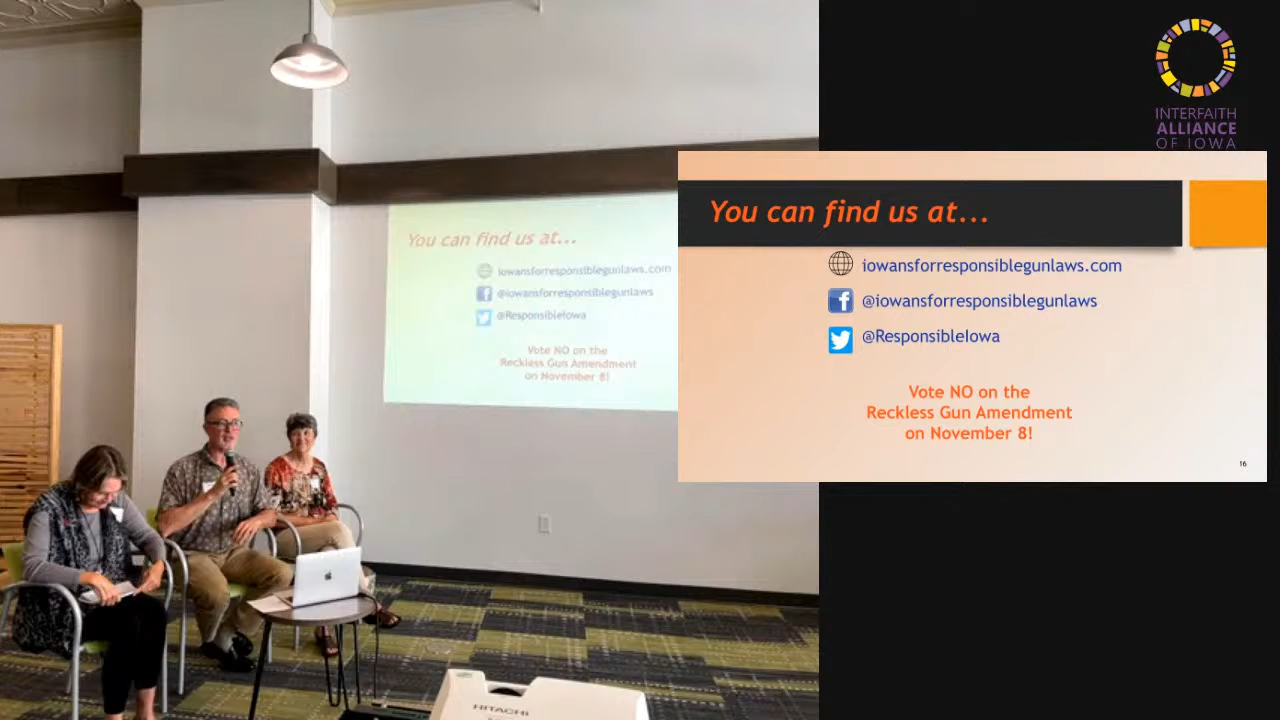 INTERFAITH
ALLIANCE
OF IOWA
You can find us at...
iowansforresponsiblegunlaws.com
@iowansforresponsiblegunlaws
@ResponsibleIowa
Vote NO on the
Reckless Gun Amendment
on November 8!
16
You can find us at...
iowansforresponsiblegunlaws.com
@iowansforresponsiblegunlaws
@ResponsibleIowa
Vote NO on the
Reckless Gun Amendment
on November 8!
HITACHI